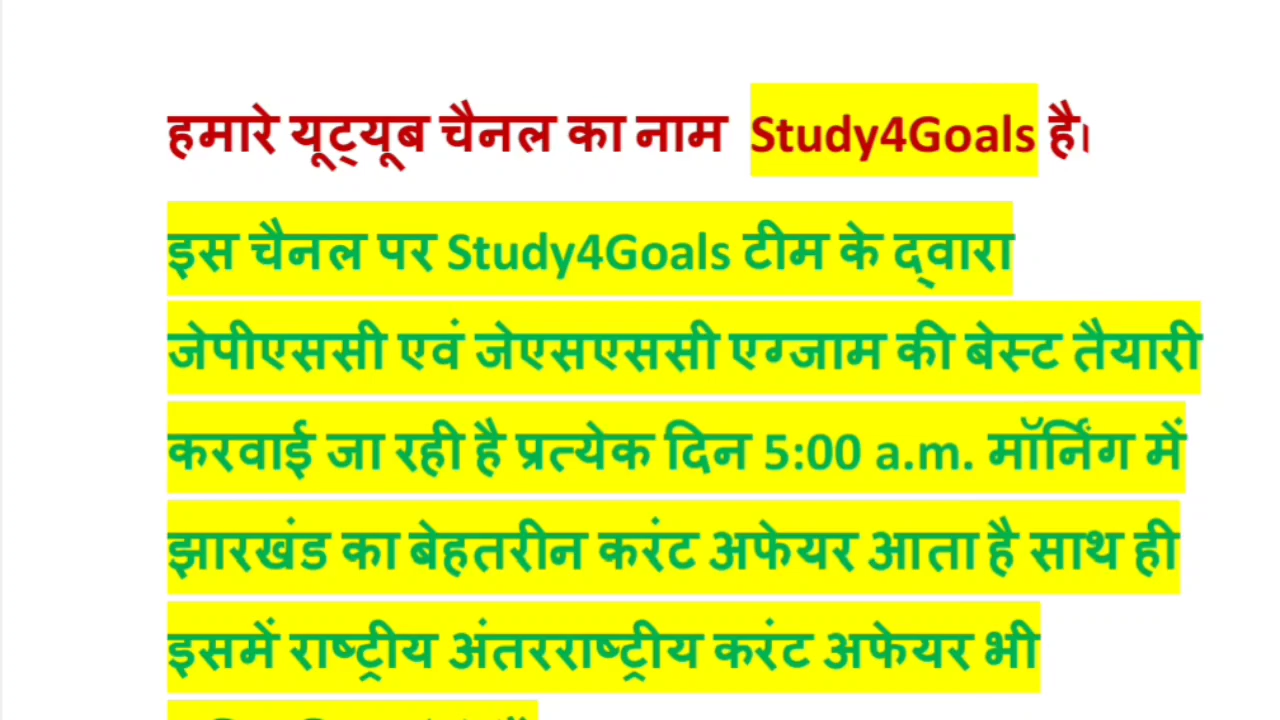 हमारे यूट्यूब चैनल का नाम Study4Goals है।
इस चैनल पर Study4Goals टीम के द्वारा
जेपीएससी एवं जेएसएससी एग्जाम की बेस्ट तैयारी
करवाई जा रही है प्रत्येक दिन 5:00 a.m. मॉर्निंग में
झारखंड का बेहतरीन करंट अफेयर आता है साथ ही
इसमें राष्ट्रीय अंतरराष्ट्रीय करंट अफेयर भी